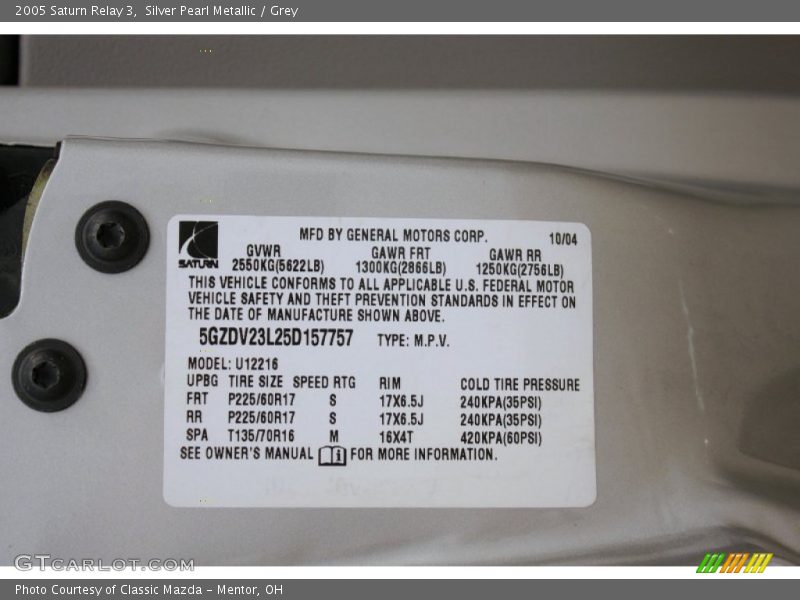 2005 Saturn Relay 3,  Silver Pearl Metallic / Grey
MFD BY GENERAL MOTORS CORP. 10/04
SATURN
GVWR GAWR FRT GAWR RR
2550KG(5622LB) 1300KG(2866LB) 1250KG(2756LB)
THIS VEHICLE CONFORMS TO ALL APPLICABLE U.S. FEDERAL MOTOR
VEHICLE SAFETY AND THEFT PREVENTION STANDARDS IN EFFECT ON
THE DATE OF MANUFACTURE SHOWN ABOVE.
5GZDV23L25D157757 TYPE: M.P.V.
MODEL: U12216
UPBG TIRE SIZE SPEED RTG RIM COLD TIRE PRESSURE
FRT P225/60R17 S 17X6.5J 240KPA(35PSI)
RR P225/60R17 S 17X6.5J 240KPA(35PSI)
SPA T135/70R16 M 16X4T 420KPA(60PSI)
SEE OWNER'S MANUAL i FOR MORE INFORMATION.
GTCARLOT.COM
Photo Courtesy of Classic Mazda - Mentor, OH